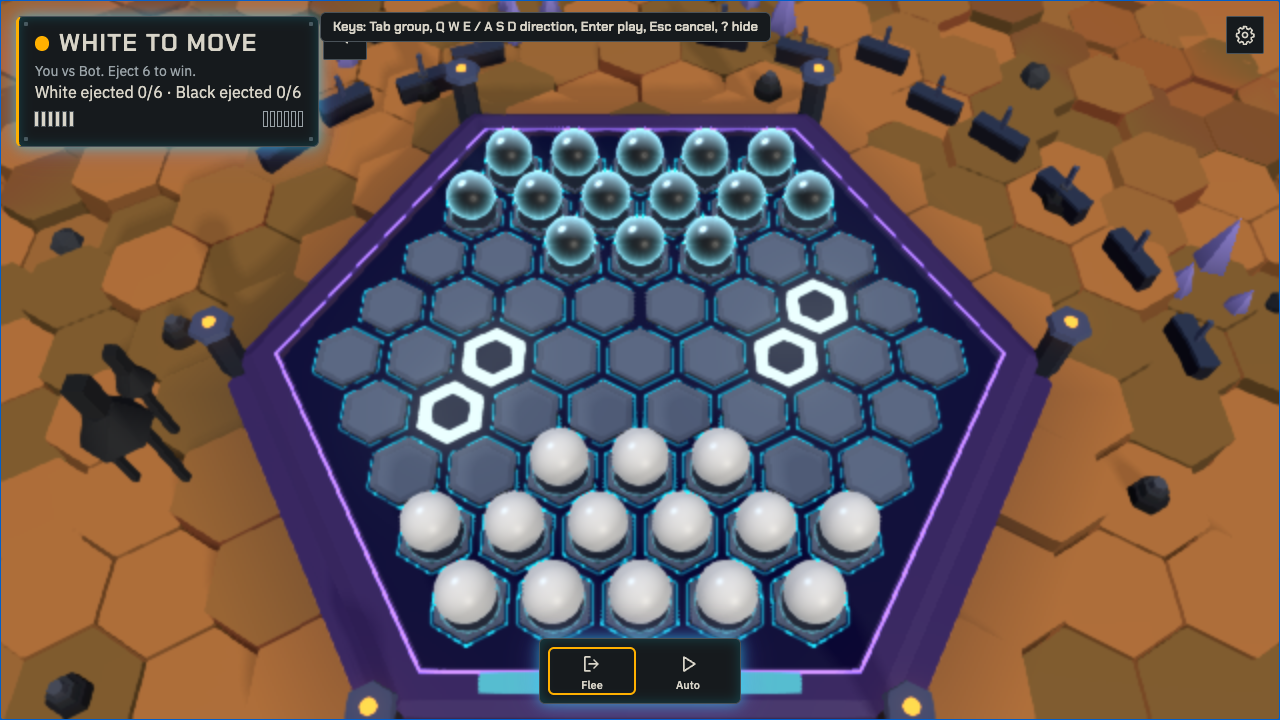 WHITE TO MOVE
You vs Bot. Eject 6 to win.
White ejected 0/6 · Black ejected 0/6
Keys: Tab group, Q W E / A S D direction, Enter play, Esc cancel, ? hide
Flee
Auto